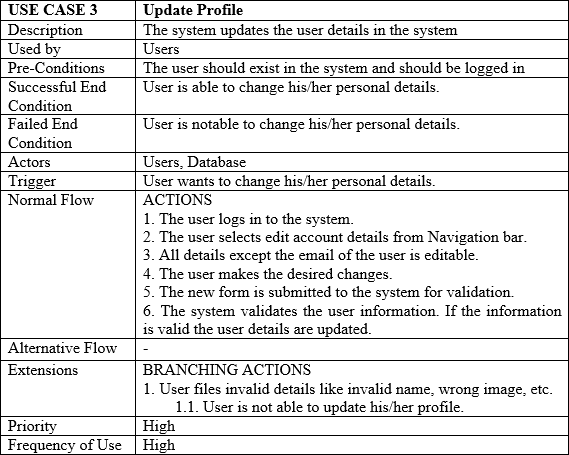 USE CASE 3 Update Profile
Description The system updates the user details in the system
Used by Users
Pre-Conditions The user should exist in the system and should be logged in
Successful End User is able to change his/her personal details.
Condition
Failed End User is notable to change his/her personal details.
Condition
Actors Users, Database
Trigger User wants to change his/her personal details.
Normal Flow ACTIONS
1. The user logs in to the system.
2. The user selects edit account details from Navigation bar.
3. All details except the email of the user is editable.
4. The user makes the desired changes.
5. The new form is submitted to the system for validation.
6. The system validates the user information. If the information
is valid the user details are updated.
Alternative Flow -
Extensions BRANCHING ACTIONS
1. User files invalid details like invalid name, wrong image, etc.
1.1. User is not able to update his/her profile.
Priority High
Frequency of Use High